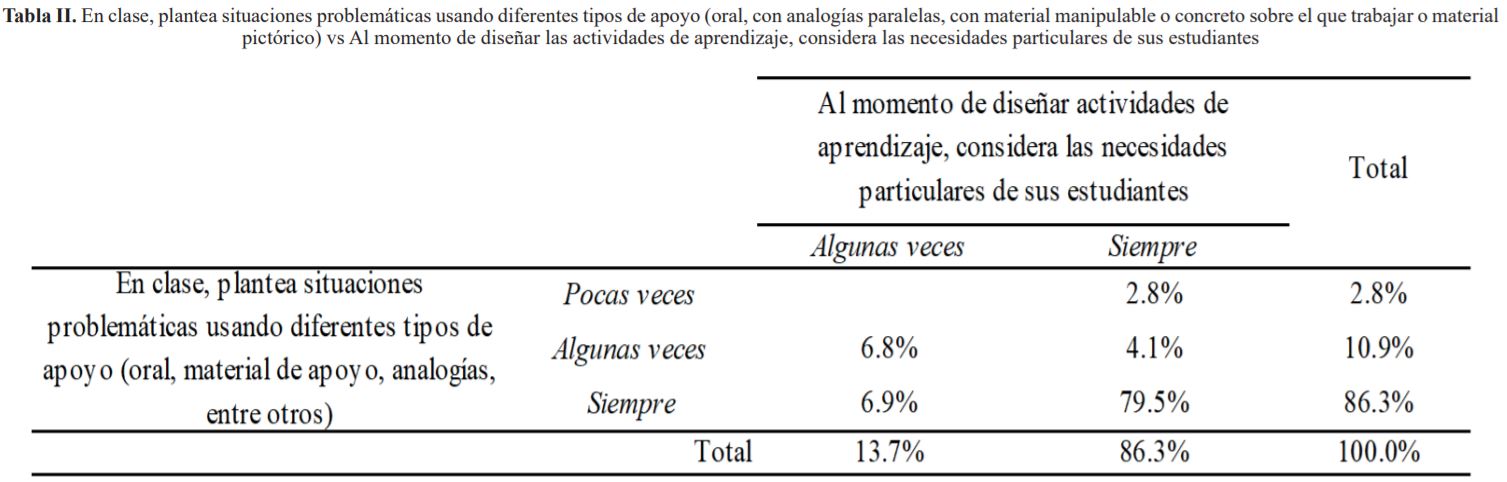 Tabla II. En clase, plantea situaciones problemáticas usando diferentes tipos de apoyo (oral, con analogías paralelas, con material manipulable o concreto sobre el que trabajar o material
pictórico) vs Al momento de diseñar las actividades de aprendizaje, considera las necesidades particulares de sus estudiantes
Al momento de diseñar actividades de
aprendizaje, considera las necesidades
particulares de sus estudiantes
Total
Algunas veces Siempre
En clase, plantea situaciones
problemáticas usando diferentes tipos de
apoyo (oral, material de apoyo, analogías,
entre otros)
Pocas veces 2.8% 2.8%
Algunas veces 6.8% 4.1% 10.9%
Siempre 6.9% 79.5% 86.3%
Total 13.7% 86.3% 100.0%